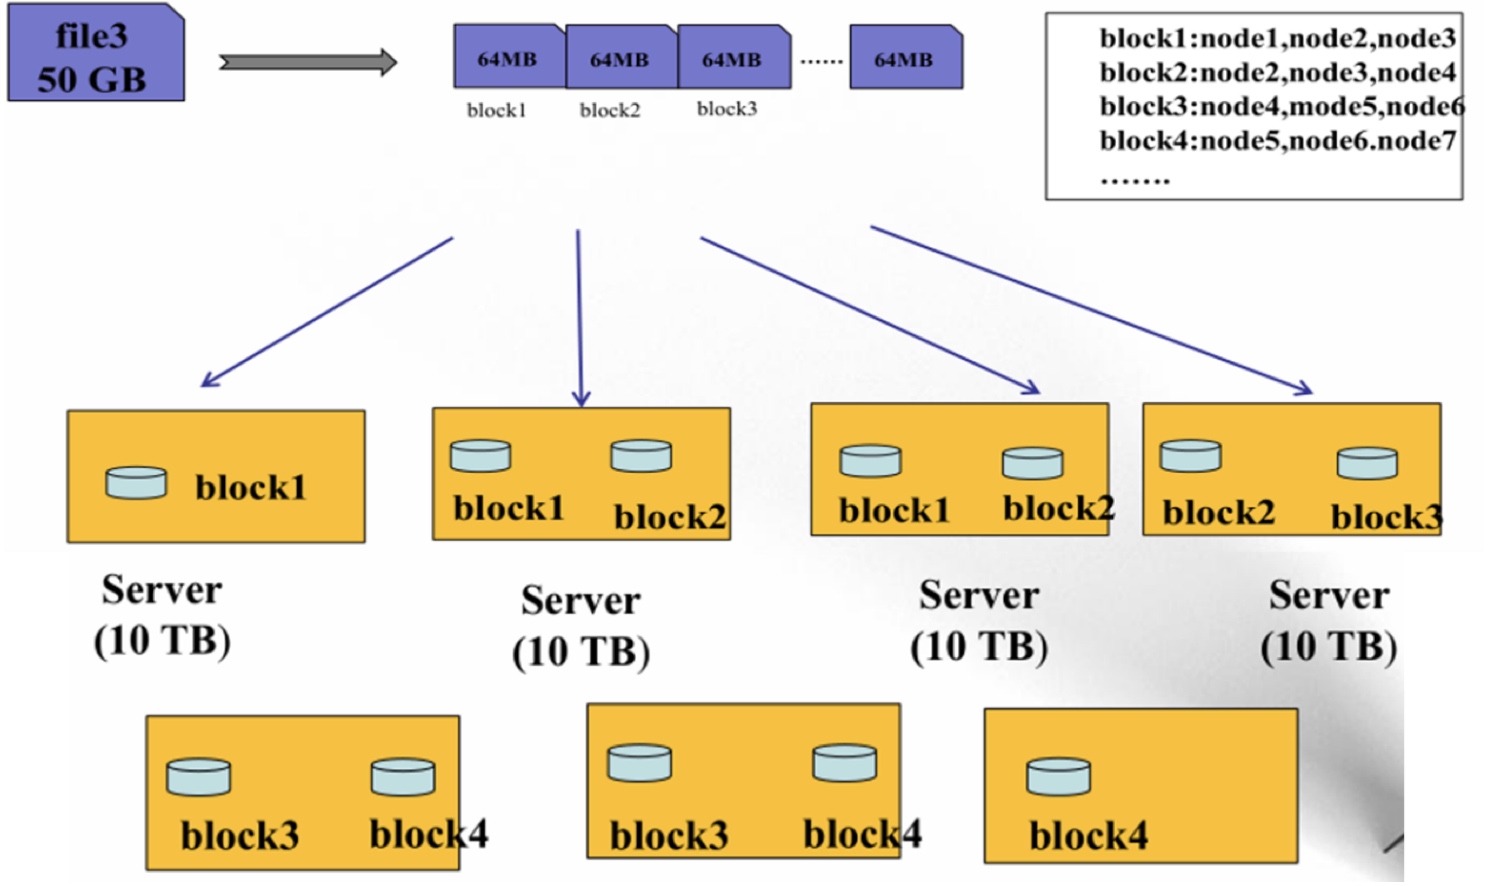 file3
50 GB
64MB
64MB
64MB
......
64MB
block1
block2
block3
block1:node1,node2,node3
block2:node2,node3,node4
block3:node4,mode5,node6
block4:node5,node6.node7
.......
block1
block1
block2
block1
block2
block2
block3
Server
(10 TB)
Server
(10 TB)
Server
(10 TB)
Server
(10 TB)
block3
block4
block3
block4
block4